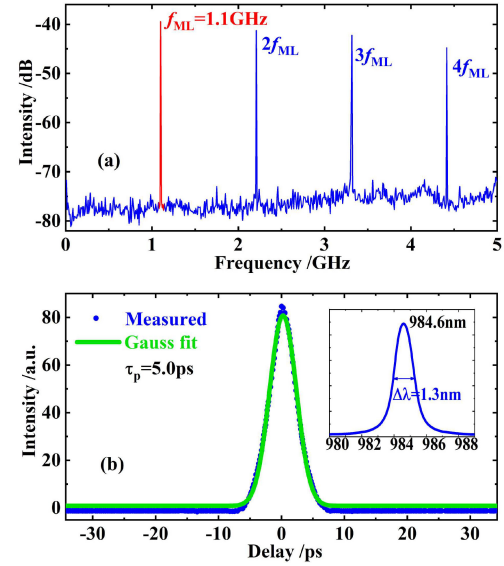 f_ML=1.1GHz
2f_ML
3f_ML
4f_ML
-40
-50
-60
-70
-80
Intensity /dB
(a)
0 1 2 3 4 5
Frequency /GHz
Measured
Gauss fit
τ_p=5.0ps
984.6nm
Δλ=1.3nm
980 982 984 986 988
80
60
40
20
0
Intensity /a.u.
(b)
-30 -20 -10 0 10 20 30
Delay /ps